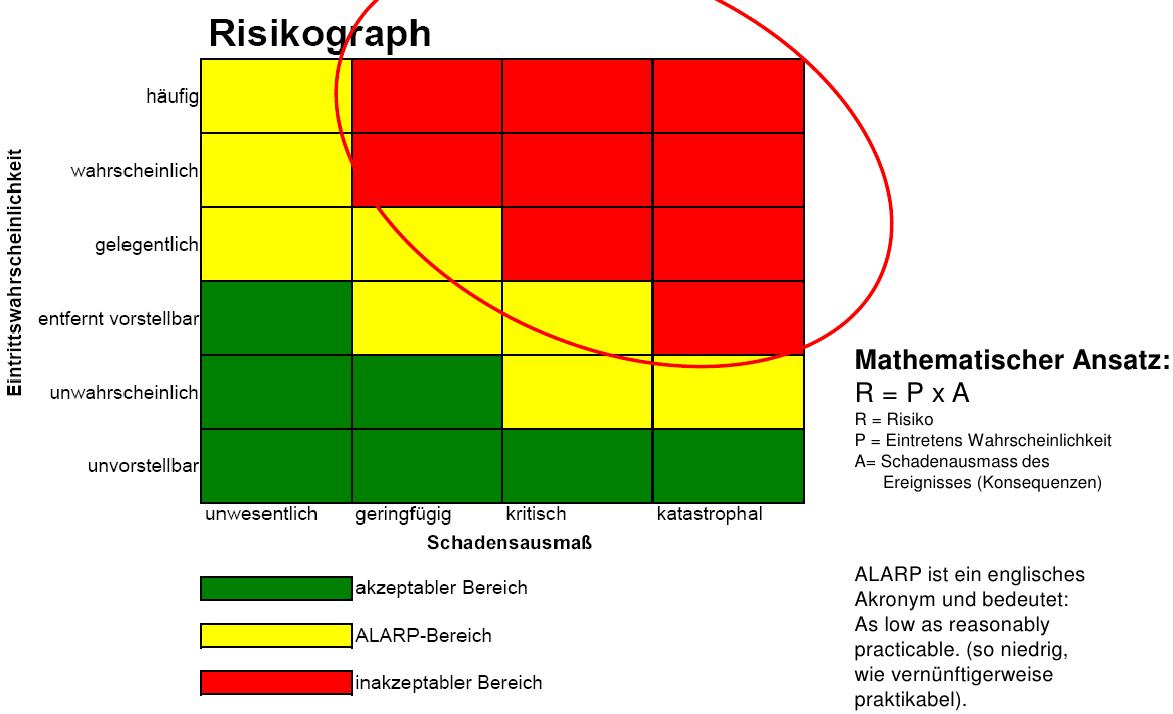 Risikograph
Eintrittswahrscheinlichkeit
häufig
wahrscheinlich
gelegentlich
entfernt vorstellbar
unwahrscheinlich
unvorstellbar
unwesentlich
geringfügig
kritisch
katastrophal
Schadensausmaß
akzeptabler Bereich
ALARP-Bereich
inakzeptabler Bereich
Mathematischer Ansatz:
R = P x A
R = Risiko
P = Eintretens Wahrscheinlichkeit
A= Schadenausmass des
Ereignisses (Konsequenzen)
ALARP ist ein englisches
Akronym und bedeutet:
As low as reasonably
practicable. (so niedrig,
wie vernünftigerweise
praktikabel).